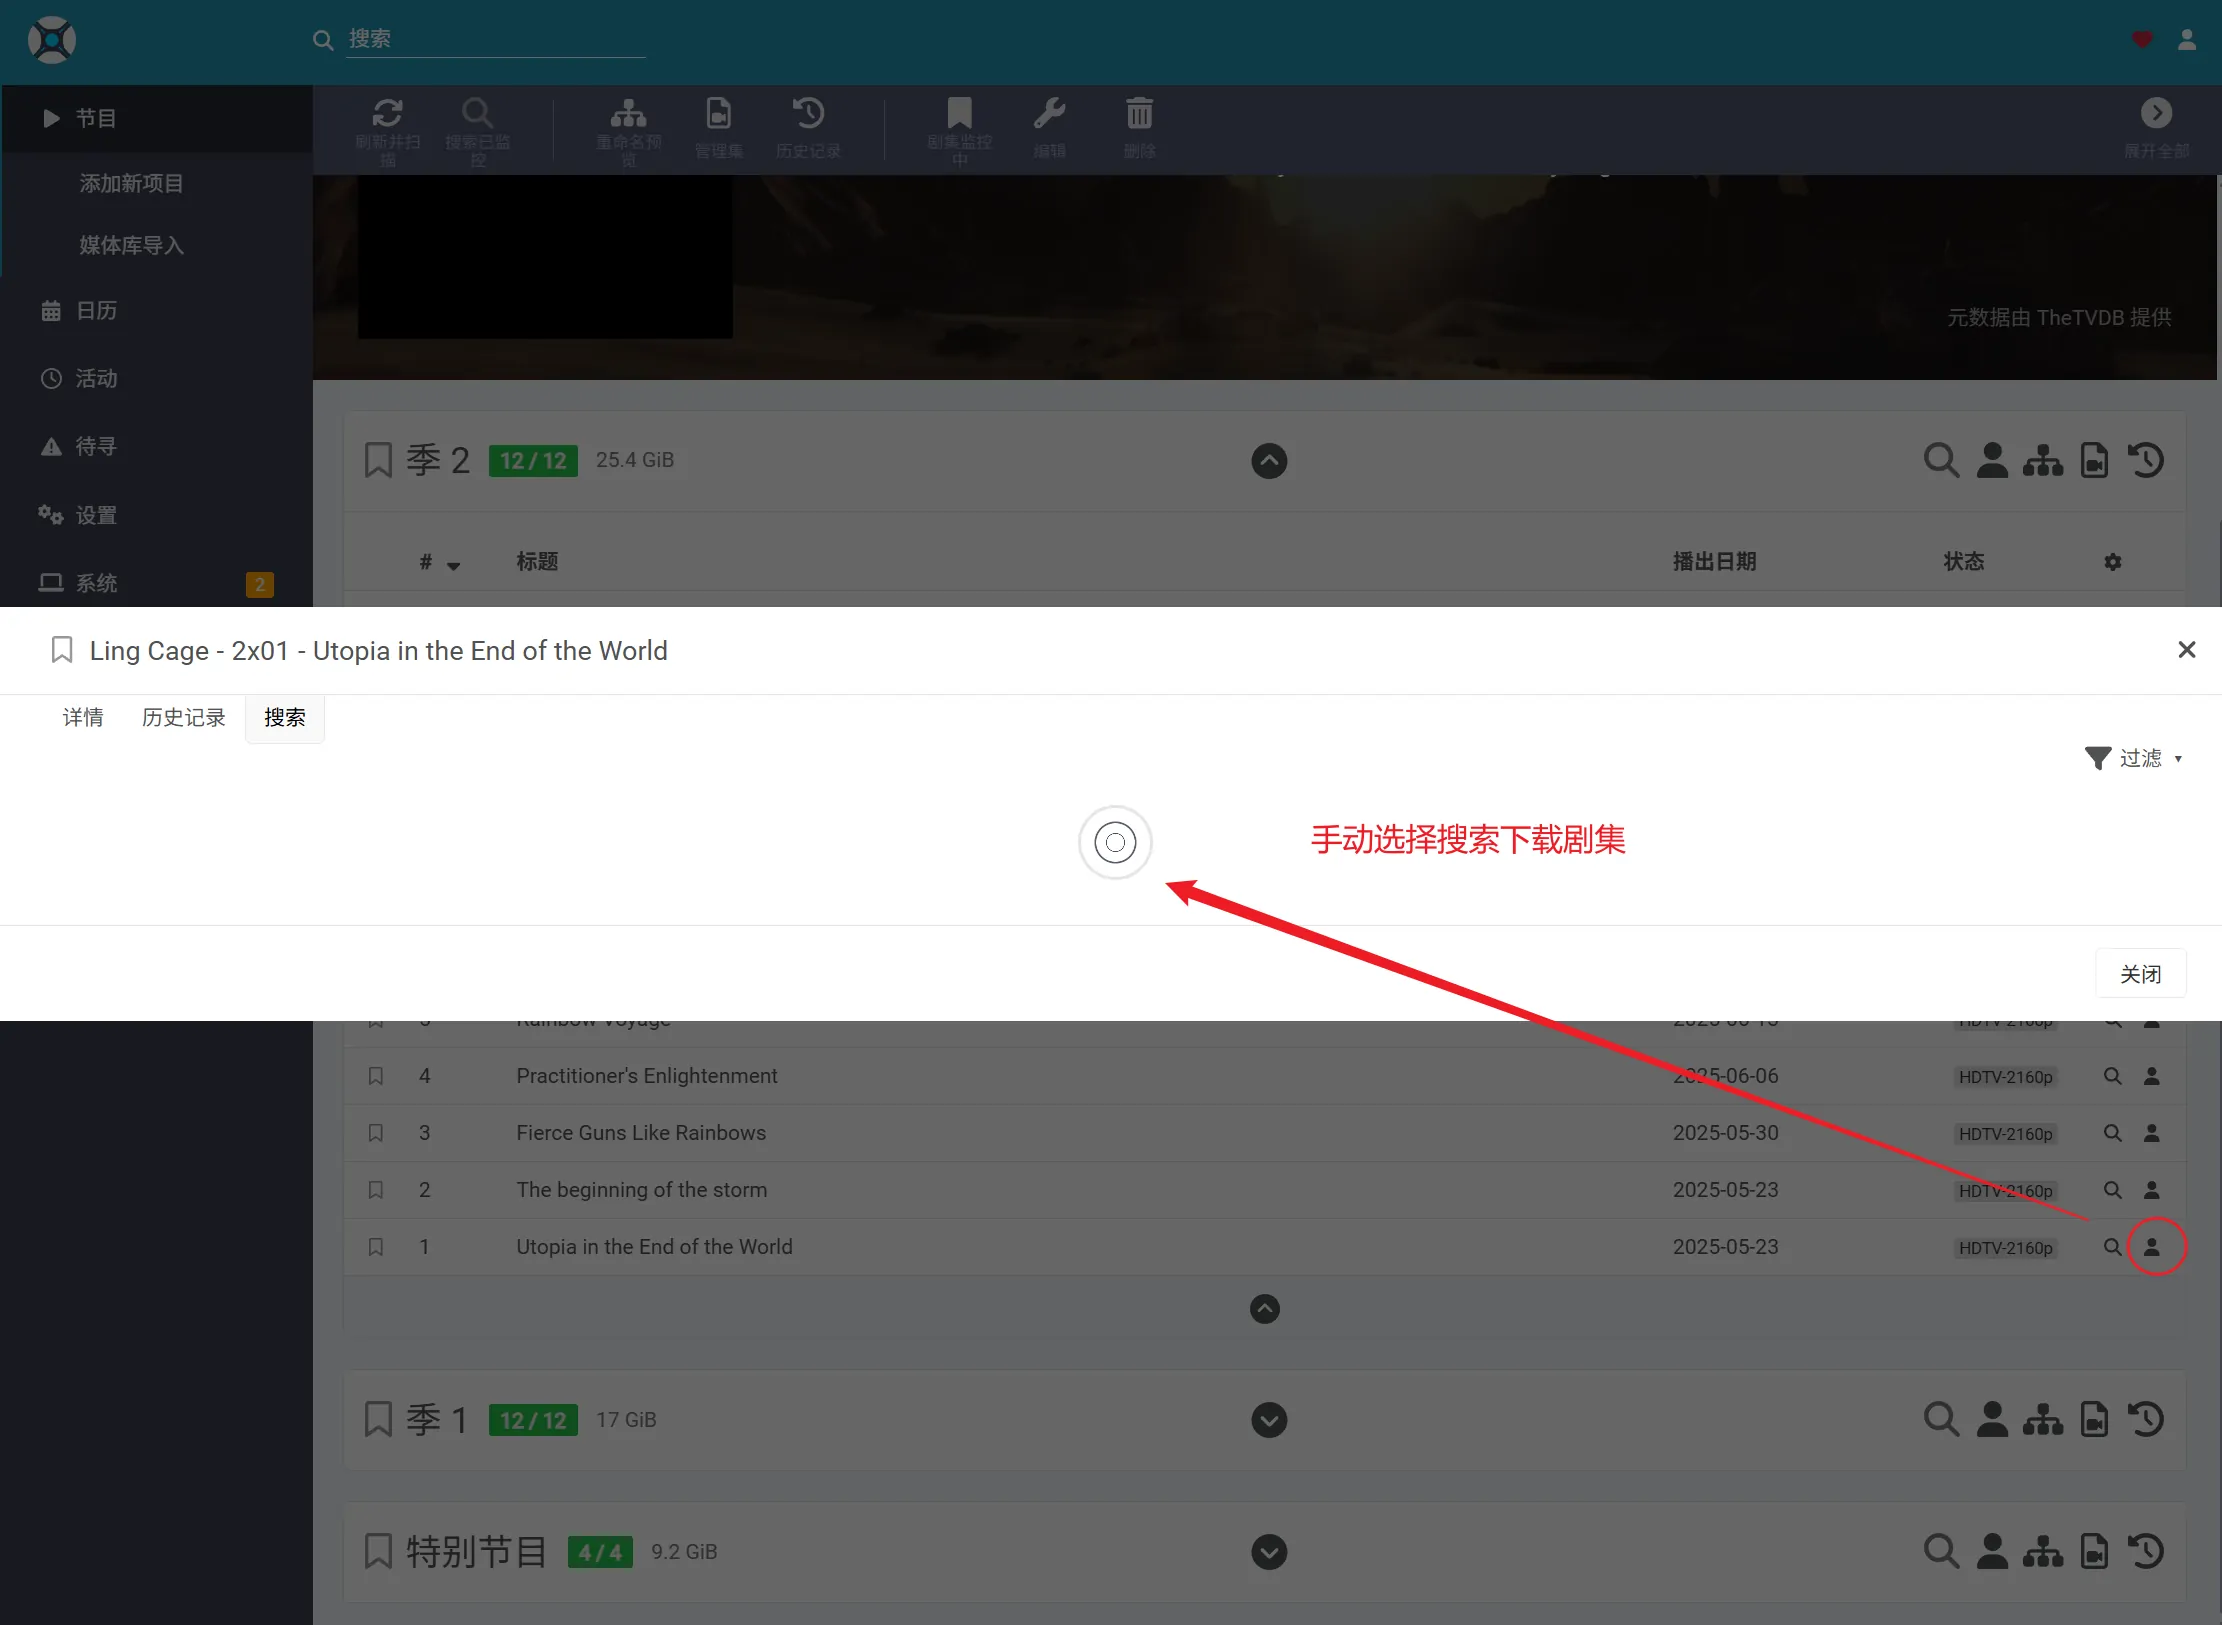 搜索
节目
添加新项目
媒体库导入
日历
活动
待寻
设置
系统
2
刷新并扫描
搜索已监控
重命名预览
管理集
历史记录
剧集监控中
编辑
删除
展开全部
元数据由 TheTVDB 提供
季 2
12 / 12
25.4 GiB
#
标题
播出日期
状态
Ling Cage - 2x01 - Utopia in the End of the World
详情
历史记录
搜索
过滤
手动选择搜索下载剧集
关闭
Rainbow Voyage
4 Practitioner's Enlightenment 2025-06-06 HDTV-2160p
3 Fierce Guns Like Rainbows 2025-05-30 HDTV-2160p
2 The beginning of the storm 2025-05-23 HDTV-2160p
1 Utopia in the End of the World 2025-05-23 HDTV-2160p
季 1
12 / 12
17 GiB
特别节目
4 / 4
9.2 GiB